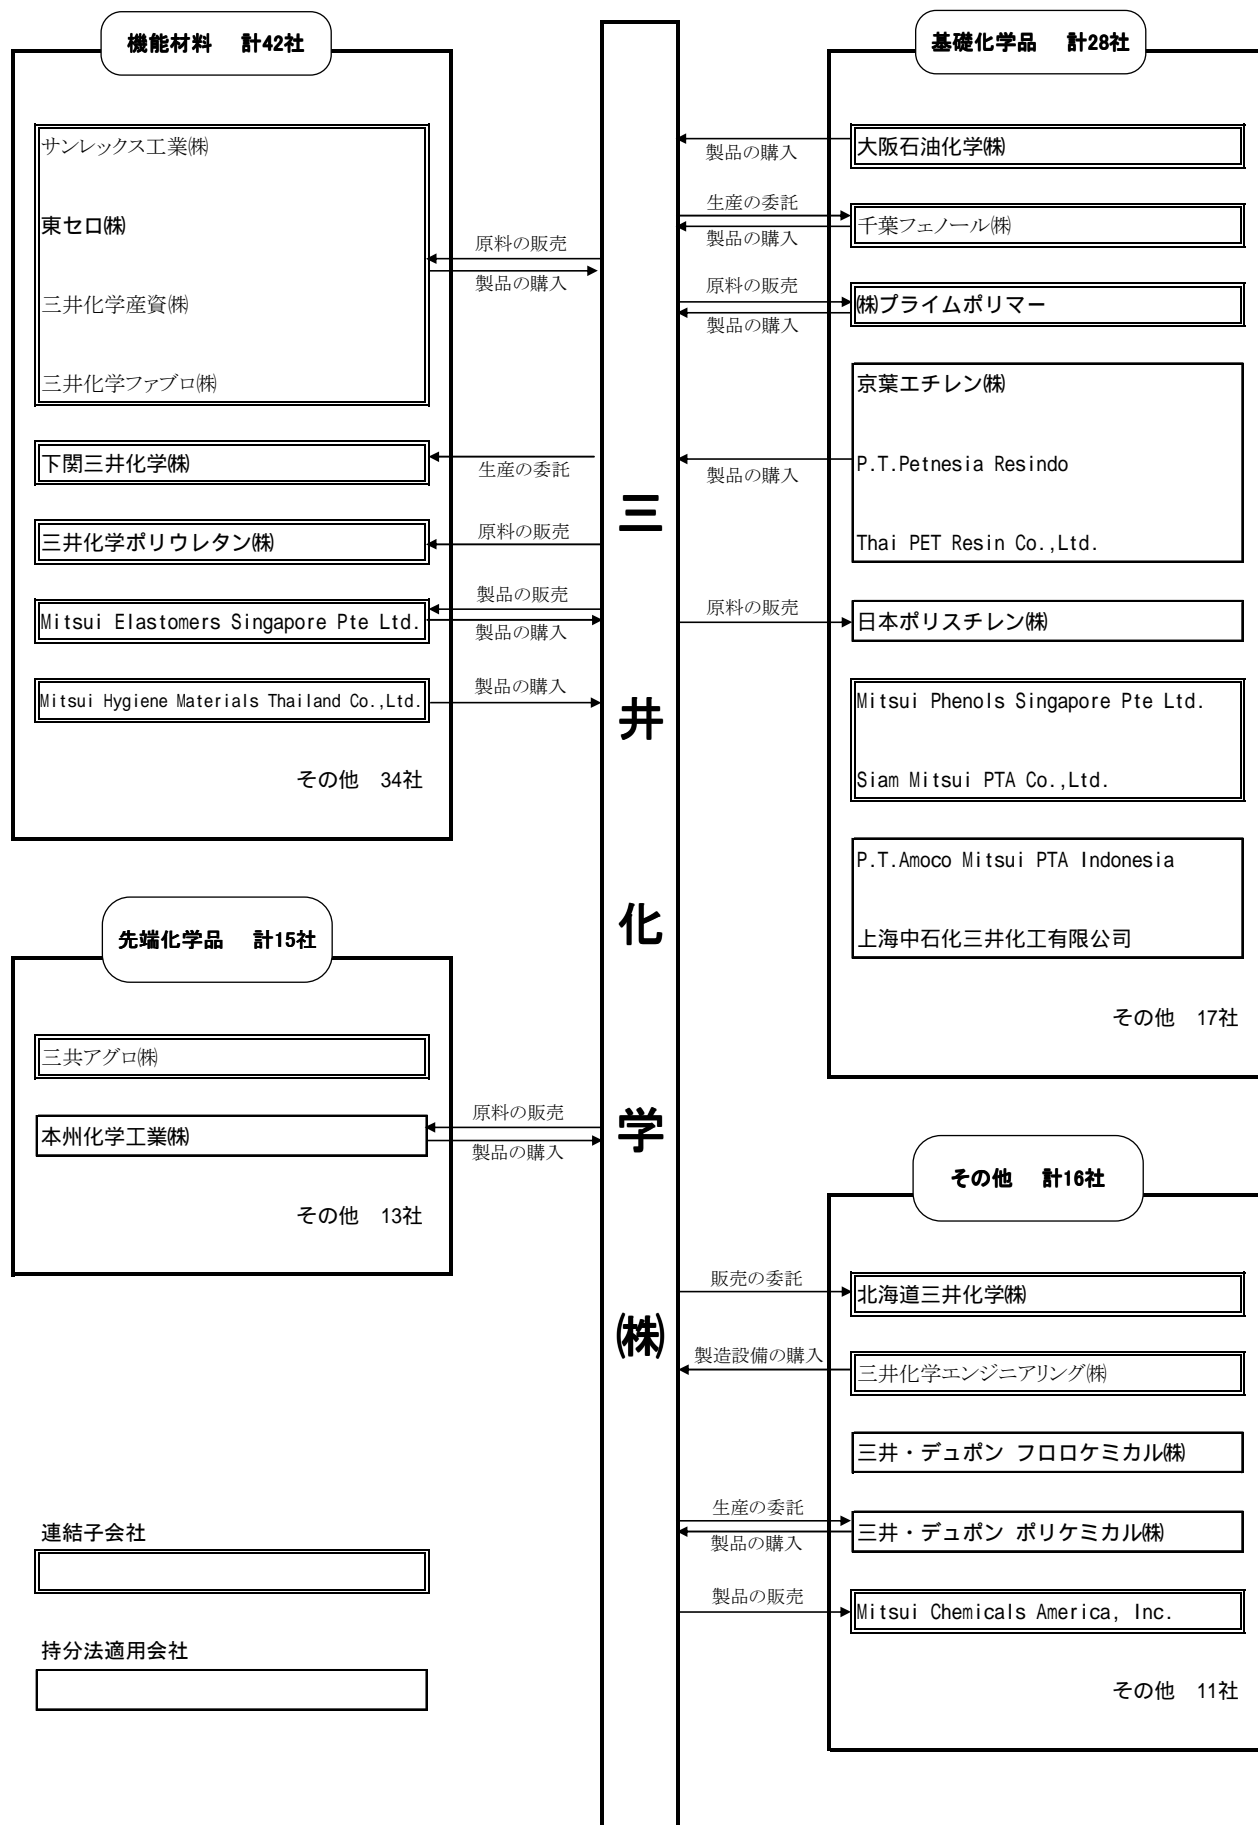 機能材料 計42社
サンレックス工業㈱
東セロ㈱
三井化学産資㈱
三井化学ファブロ㈱
原料の販売
製品の購入
下関三井化学㈱
生産の委託
三井化学ポリウレタン㈱
原料の販売
Mitsui Elastomers Singapore Pte Ltd.
製品の販売
製品の購入
Mitsui Hygiene Materials Thailand Co.,Ltd.
製品の購入
その他 34社
先端化学品 計15社
三共アグロ㈱
本州化学工業㈱
原料の販売
製品の購入
その他 13社
連結子会社
持分法適用会社
三
井
化
学
㈱
基礎化学品 計28社
製品の購入
大阪石油化学㈱
生産の委託
製品の購入
千葉フェノール㈱
原料の販売
製品の購入
㈱プライムポリマー
京葉エチレン㈱
P.T.Petnesia Resindo
Thai PET Resin Co.,Ltd.
製品の購入
原料の販売
日本ポリスチレン㈱
Mitsui Phenols Singapore Pte Ltd.
Siam Mitsui PTA Co.,Ltd.
P.T.Amoco Mitsui PTA Indonesia
上海中石化三井化工有限公司
その他 17社
その他 計16社
販売の委託
北海道三井化学㈱
製造設備の購入
三井化学エンジニアリング㈱
三井・デュポン フロロケミカル㈱
生産の委託
製品の購入
三井・デュポン ポリケミカル㈱
製品の販売
Mitsui Chemicals America, Inc.
その他 11社